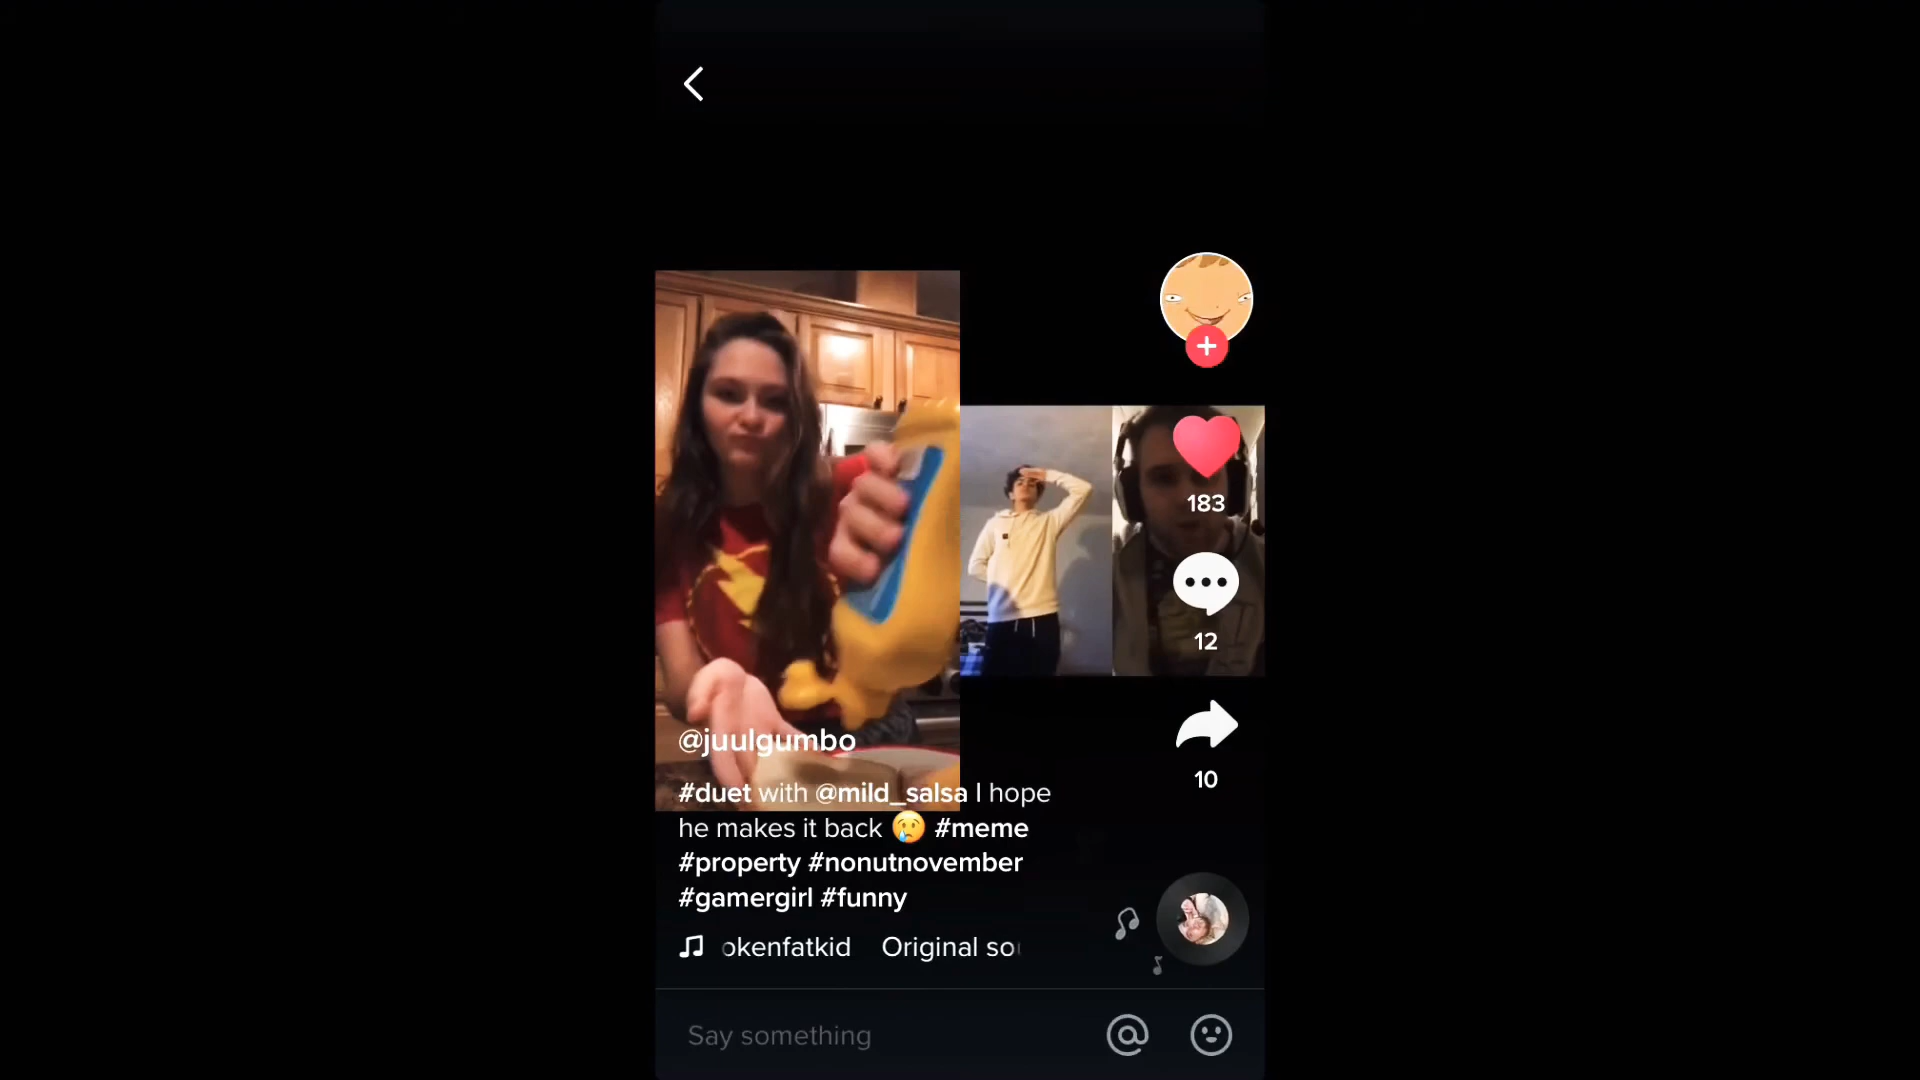 183
12
10
@juulgumbo
#duet with @mild_salsa I hope
he makes it back 😢 #meme
#property #nonutnovember
#gamergirl #funny
okenfatkid Original so
Say something